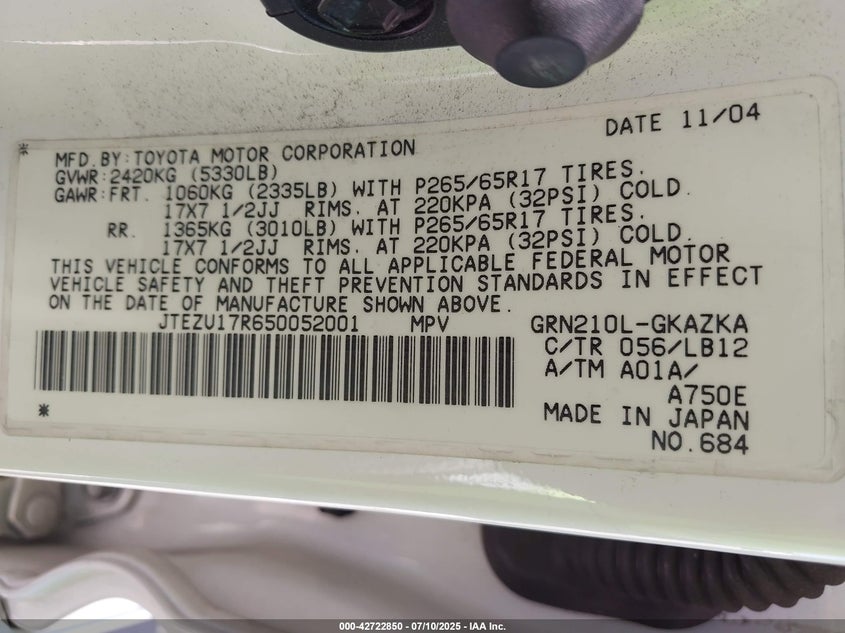 DATE 11/04
MFD.BY:TOYOTA MOTOR CORPORATION
GVWR:2420KG (5330LB)
GAWR:FRT. 1060KG (2335LB) WITH P265/65R17 TIRES.
17X7 1/2JJ RIMS. AT 220KPA (32PSI) COLD.
RR. 1365KG (3010LB) WITH P265/65R17 TIRES.
17X7 1/2JJ RIMS. AT 220KPA (32PSI) COLD.
THIS VEHICLE CONFORMS TO ALL APPLICABLE FEDERAL MOTOR
VEHICLE SAFETY AND THEFT PREVENTION STANDARDS IN EFFECT
ON THE DATE OF MANUFACTURE SHOWN ABOVE.
JTEZU17R650052001 MPV GRN210L-GKAZKA
C/TR 056/LB12
A/TM A01A/
A750E
MADE IN JAPAN
NO.684
000-42722850 - 07/10/2025 - IAA Inc.